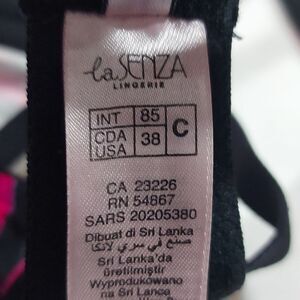 la SENZA
LINGERIE
INT 85 C
CDA USA 38
CA 23226
RN 54867
SARS 20205380
Dibuat di Sri Lanka
صنع في سري لانكا
Sri Lanka'da
üretilmiştir
Wyprodukowano
na Sri Lance